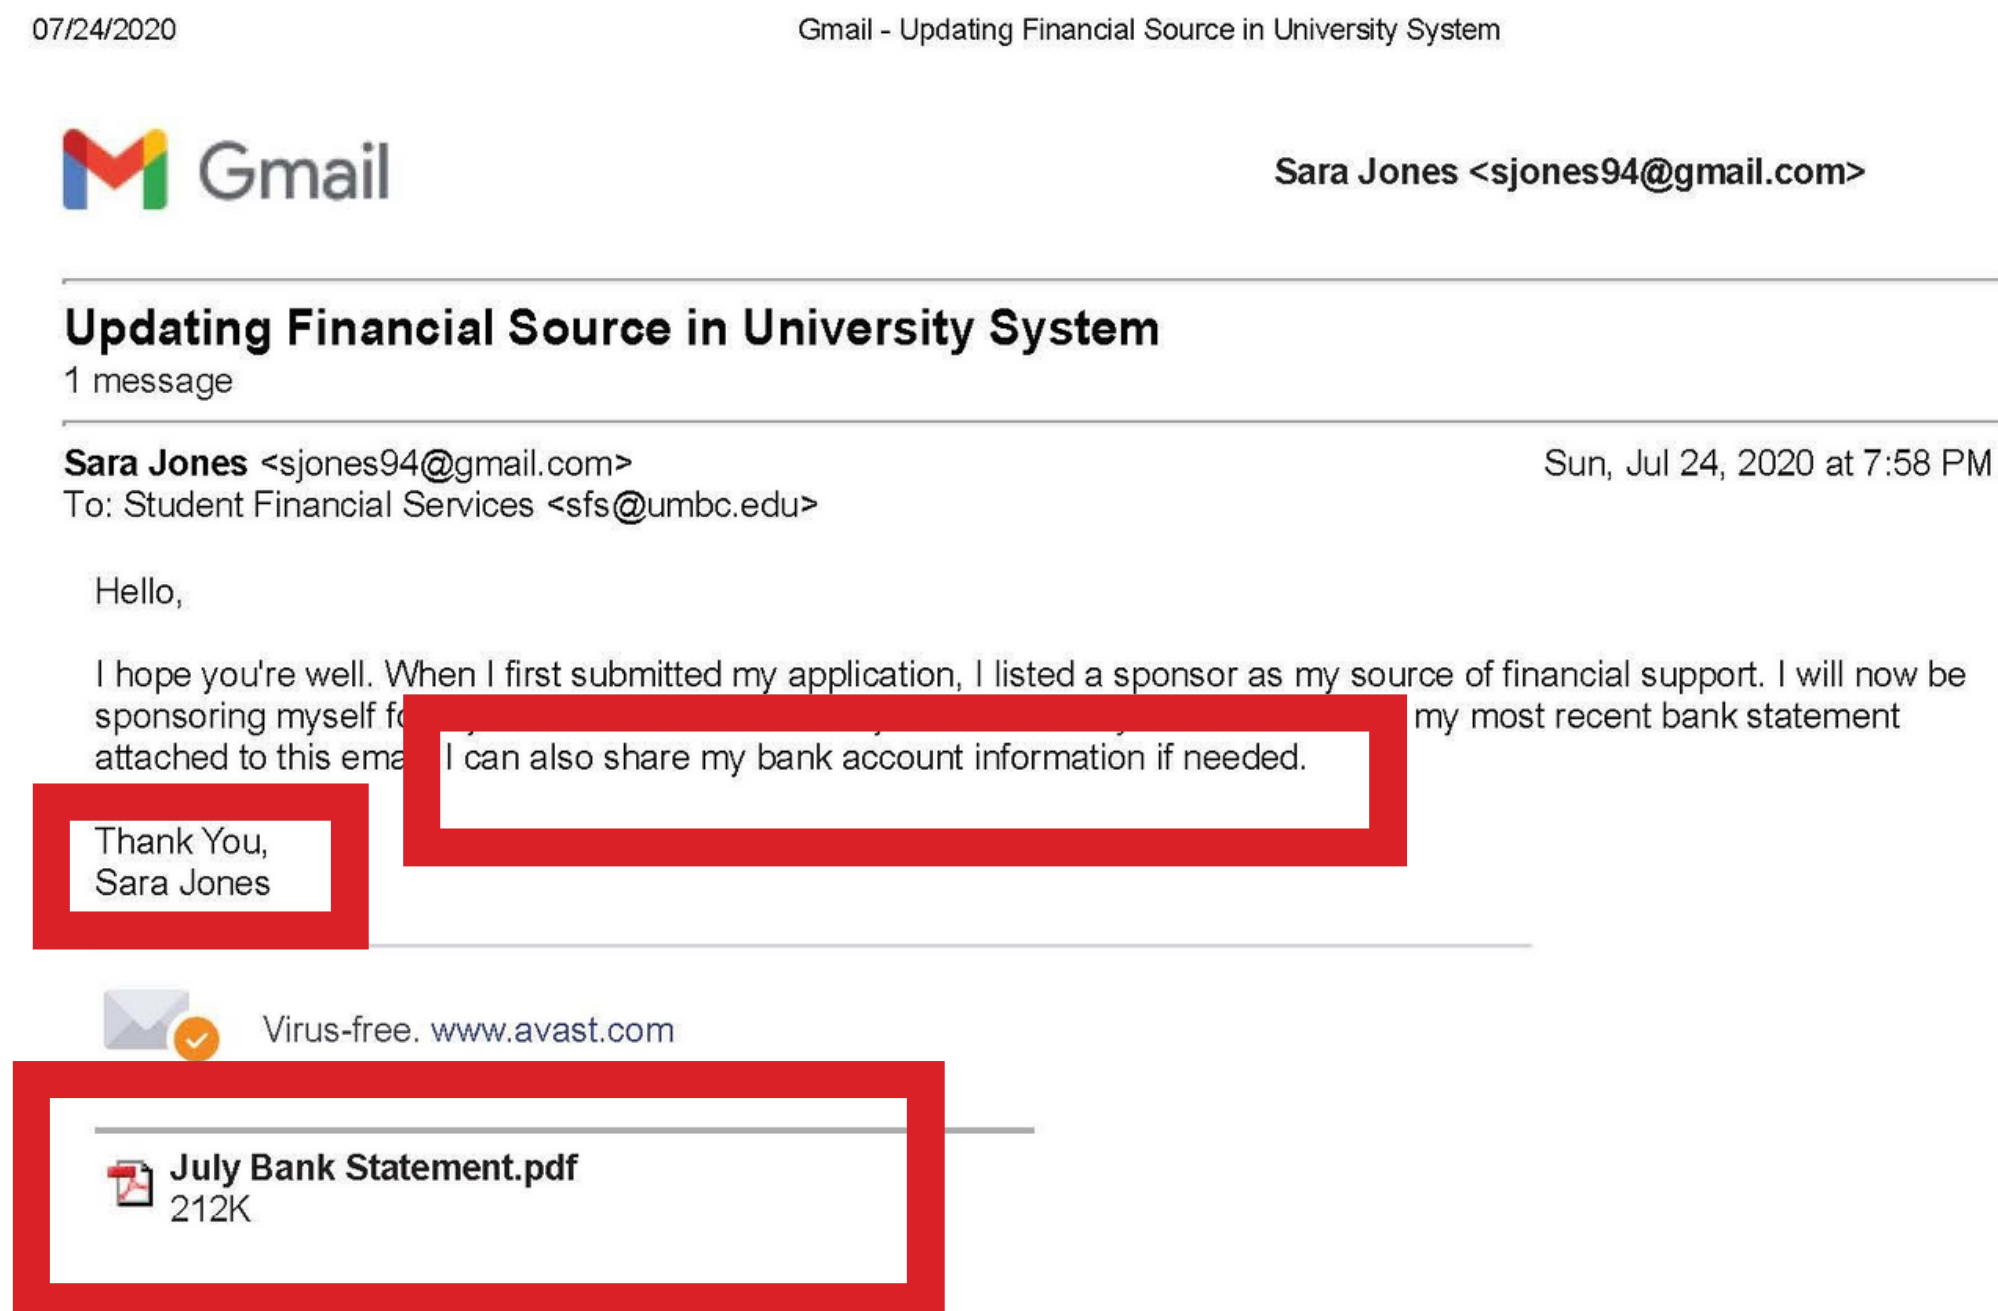 07/24/2020 Gmail - Updating Financial Source in University System
Gmail Sara Jones <sjones94@gmail.com>
Updating Financial Source in University System
1 message
Sara Jones <sjones94@gmail.com> Sun, Jul 24, 2020 at 7:58 PM
To: Student Financial Services <sfs@umbc.edu>
Hello,
I hope you're well. When I first submitted my application, I listed a sponsor as my source of financial support. I will now be
sponsoring myself my most recent bank statement
attached to this I can also share my bank account information if needed.
Thank You,
Sara Jones
Virus-free. www.avast.com
July Bank Statement.pdf
212K